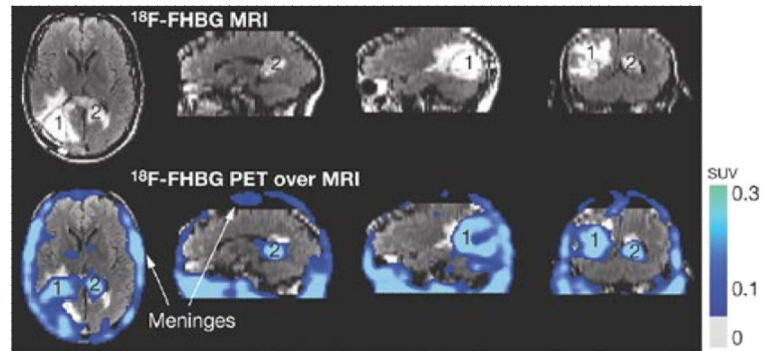 ¹⁸F-FHBG MRI
1 2 2 1 1 2
¹⁸F-FHBG PET over MRI
SUV
0.3
1 2 2 1 1 2
0.1
Meninges
0